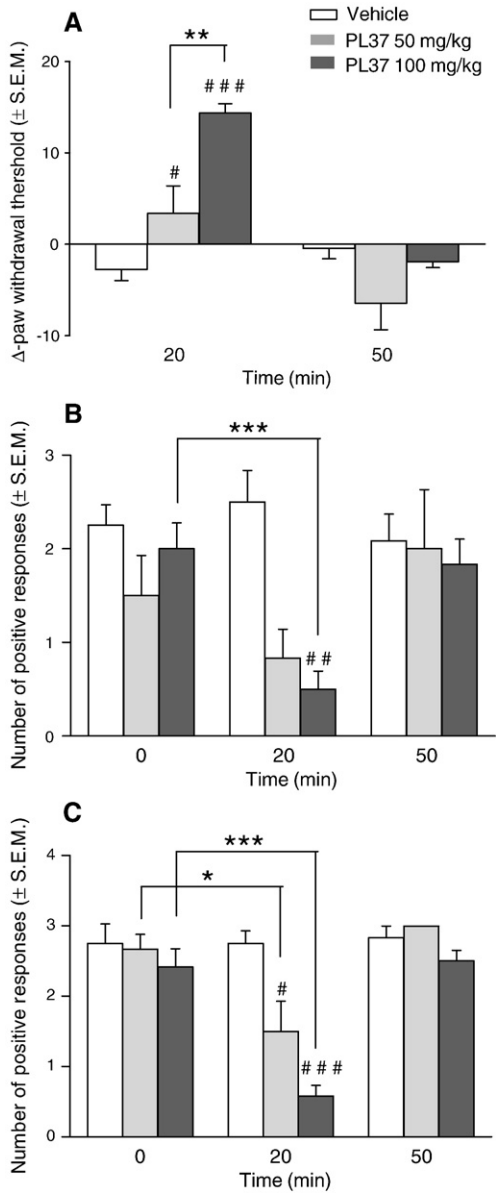 A
Vehicle
PL37 50 mg/kg
PL37 100 mg/kg
Δ-paw withdrawal thershold (± S.E.M.)
20
10
0
-10
**
# # #
#
20
50
Time (min)
B
Number of positive responses (± S.E.M.)
3
2
1
0
***
# #
0
20
50
Time (min)
C
Number of positive responses (± S.E.M.)
4
3
2
1
0
***
*
#
# # #
0
20
50
Time (min)